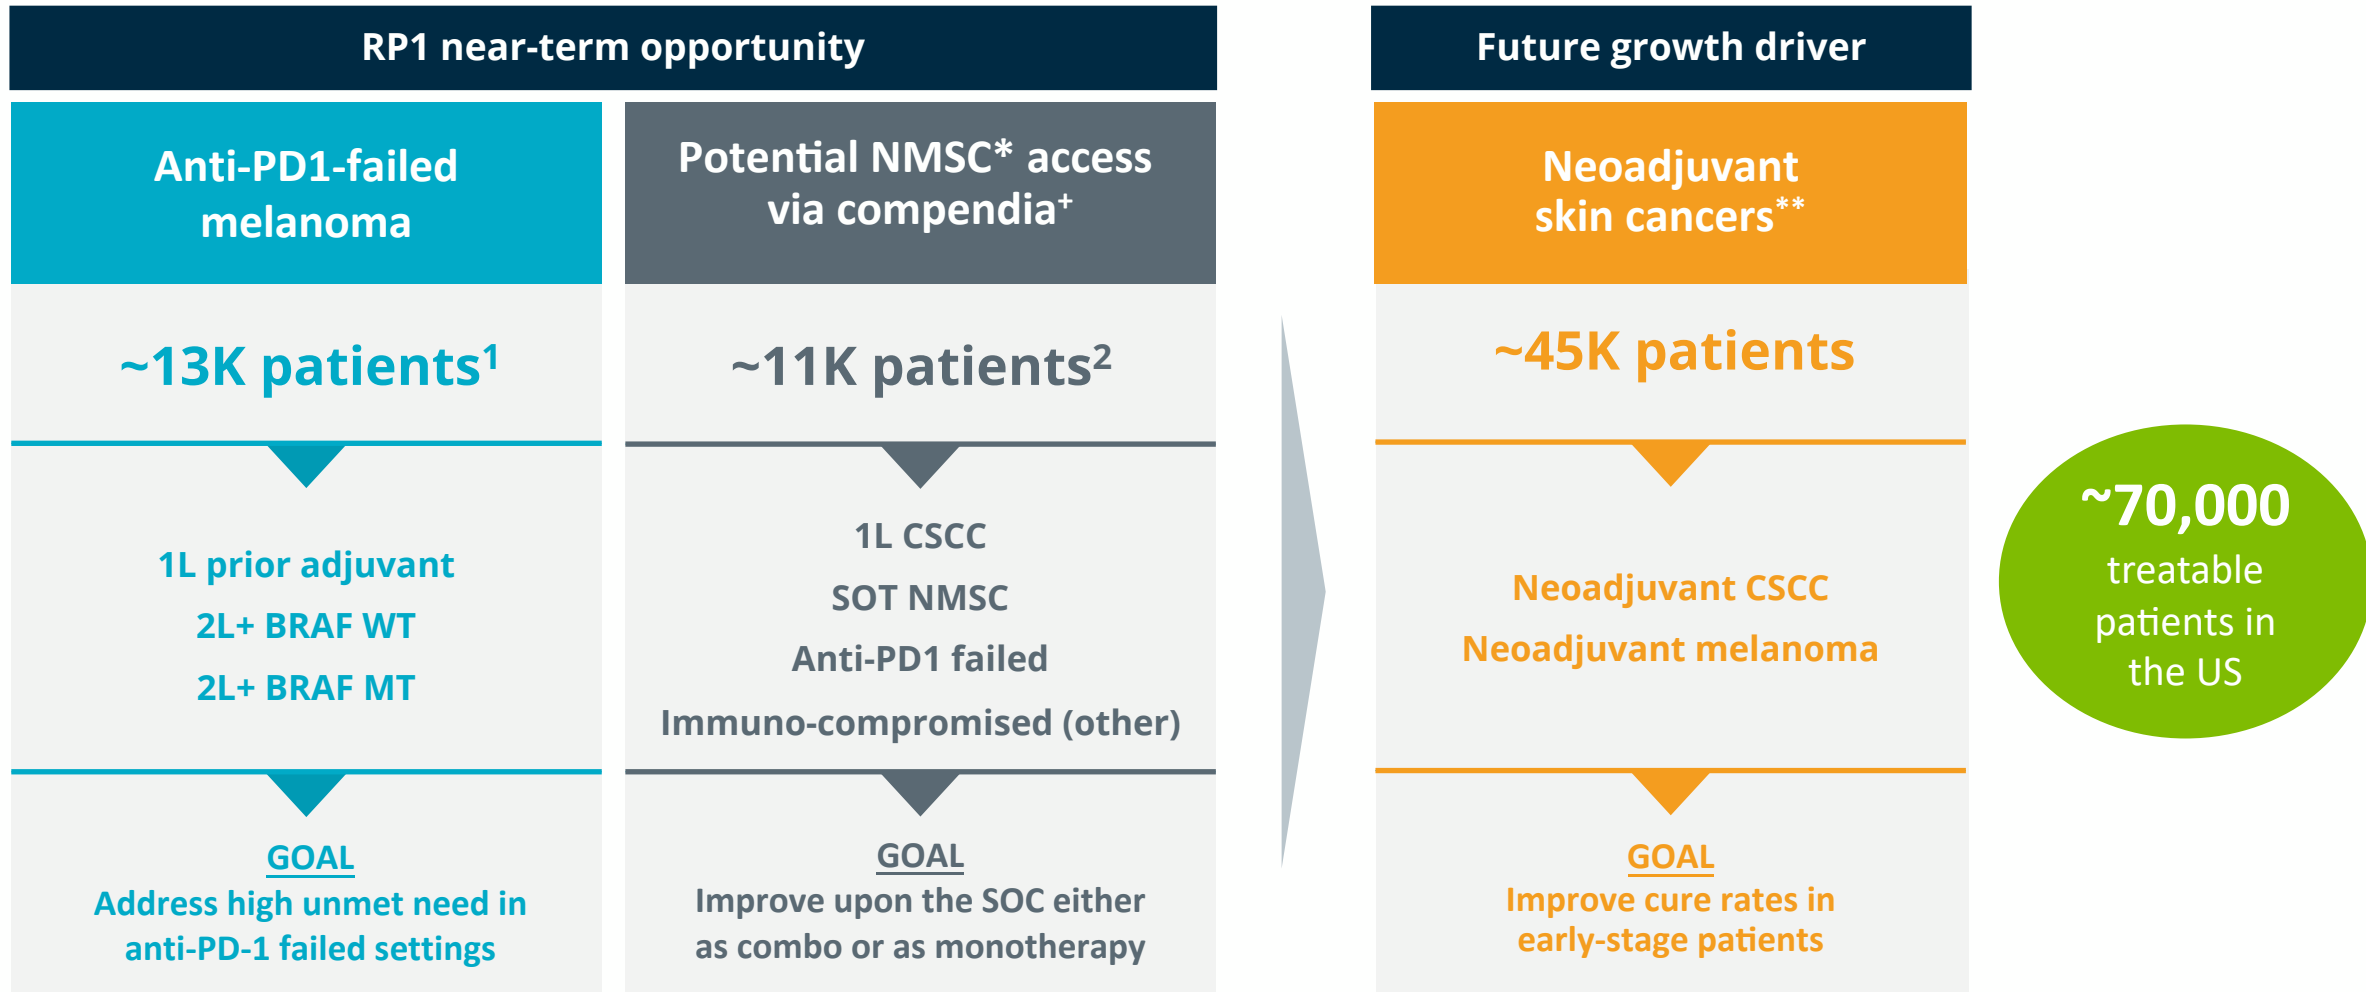 RP1 near-term opportunity
Anti-PD1-failed
melanoma
~13K patients¹
1L prior adjuvant
2L+ BRAF WT
2L+ BRAF MT
GOAL
Address high unmet need in
anti-PD-1 failed settings
Potential NMSC* access
via compendia⁺
~11K patients²
1L CSCC
SOT NMSC
Anti-PD1 failed
Immuno-compromised (other)
GOAL
Improve upon the SOC either
as combo or as monotherapy
Future growth driver
Neoadjuvant
skin cancers**
~45K patients
Neoadjuvant CSCC
Neoadjuvant melanoma
GOAL
Improve cure rates in
early-stage patients
~70,000
treatable
patients in
the US